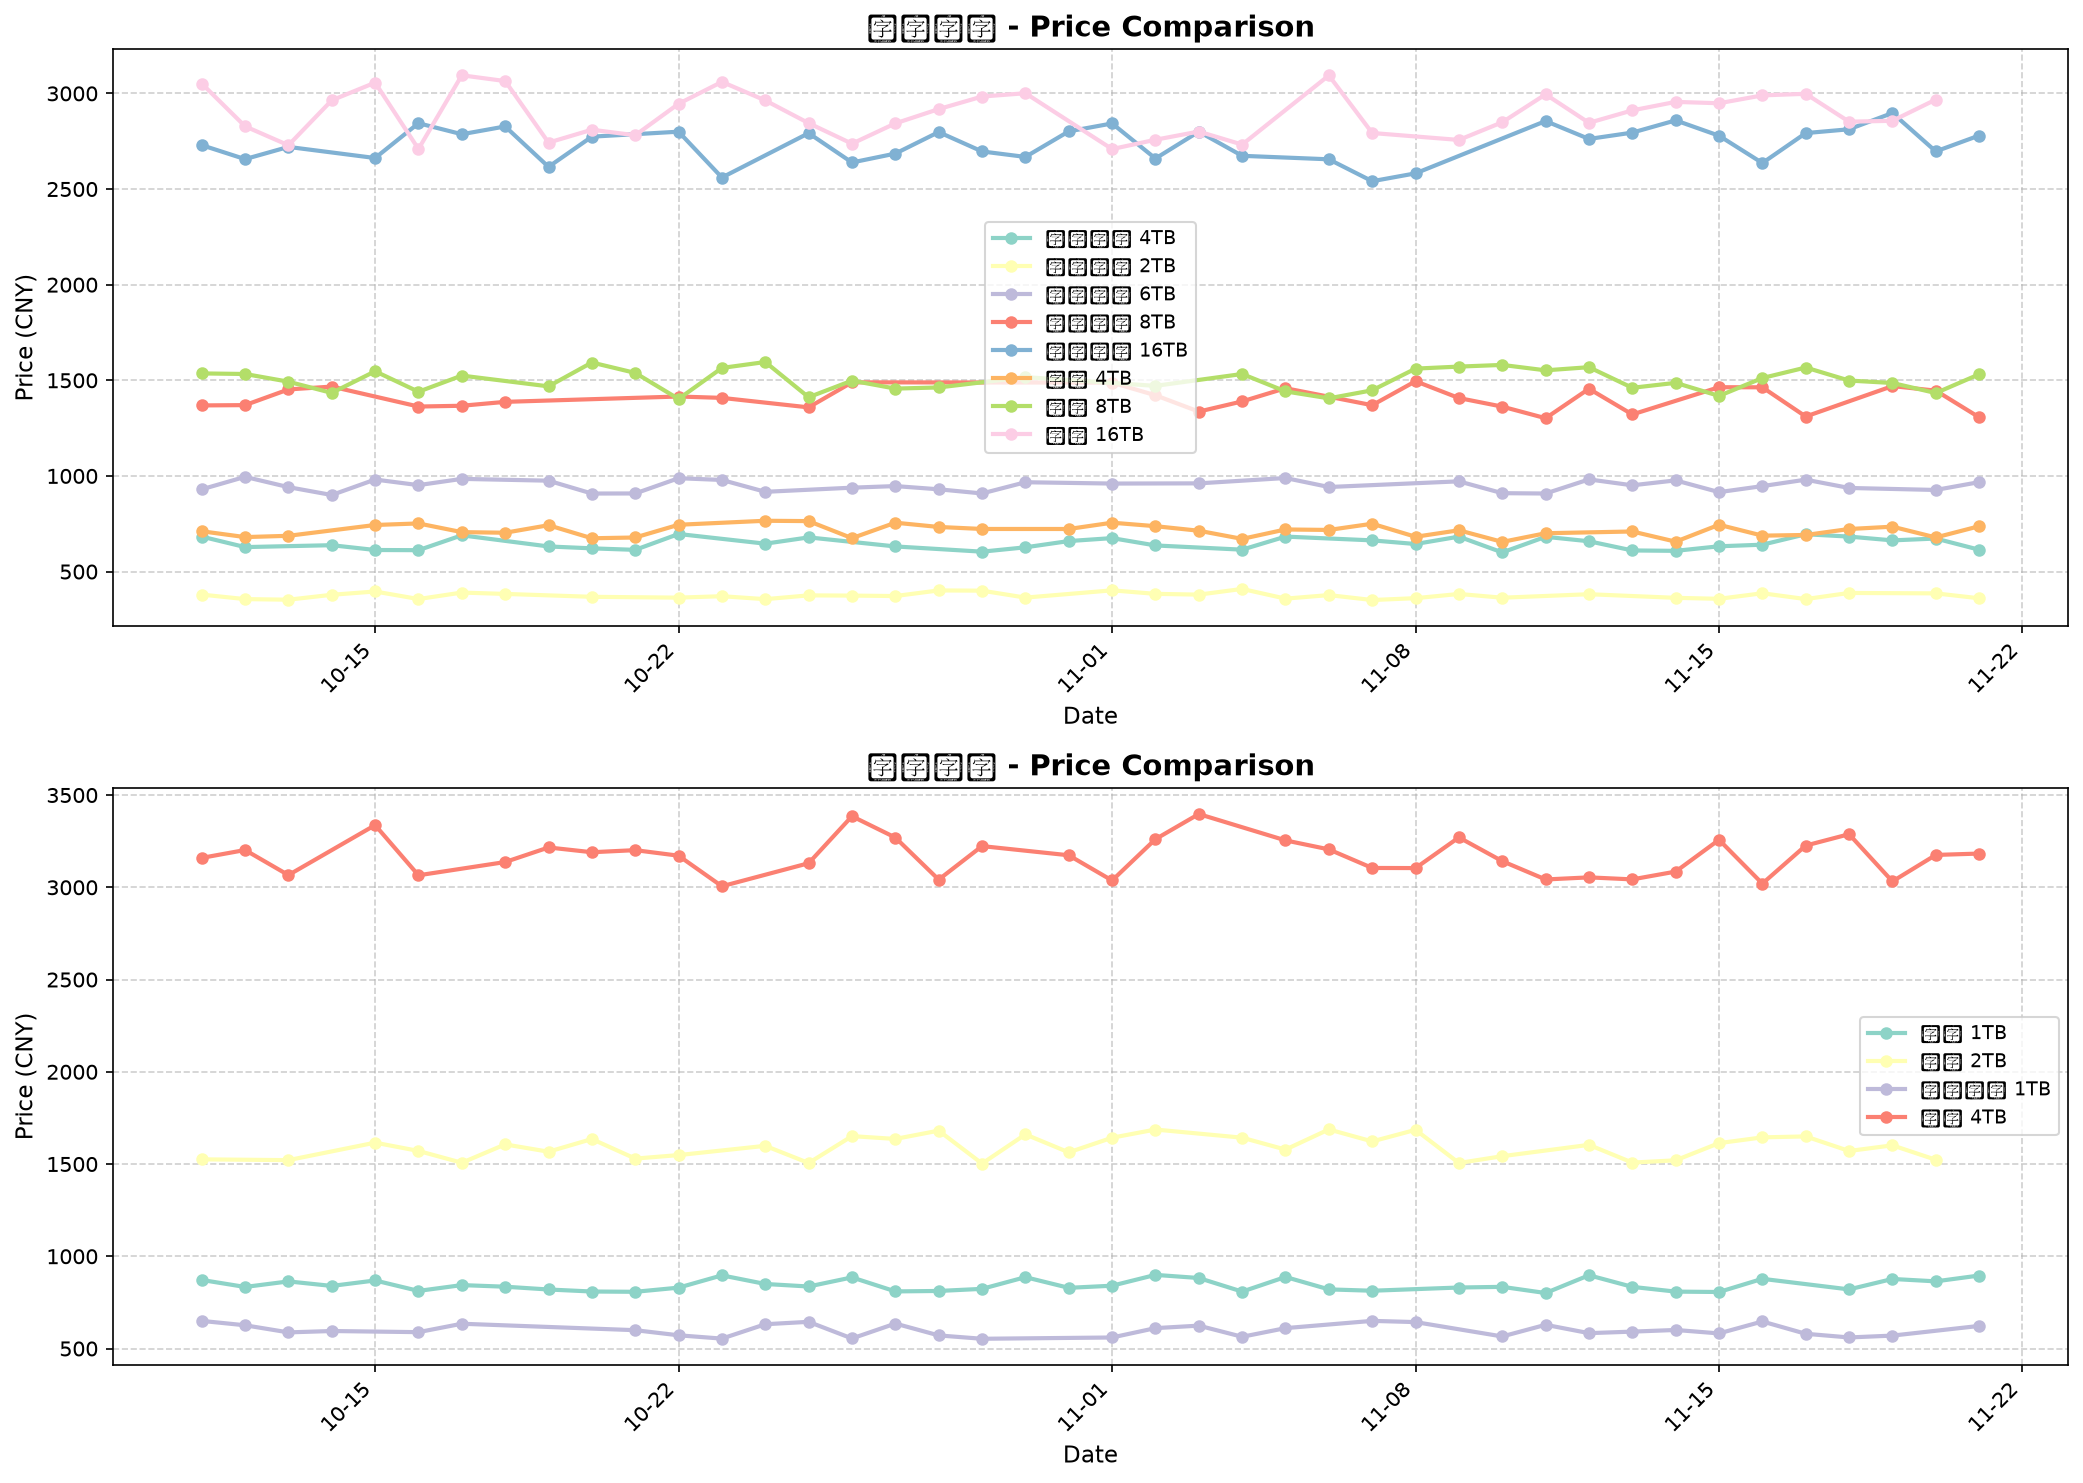 - Price Comparison
3000
2500
2000
1500
1000
500
Price (CNY)
4TB
2TB
6TB
8TB
16TB
4TB
8TB
16TB
10-15
10-22
11-01
11-08
11-15
11-22
Date
- Price Comparison
3500
3000
2500
2000
1500
1000
500
Price (CNY)
1TB
2TB
1TB
4TB
10-15
10-22
11-01
11-08
11-15
11-22
Date